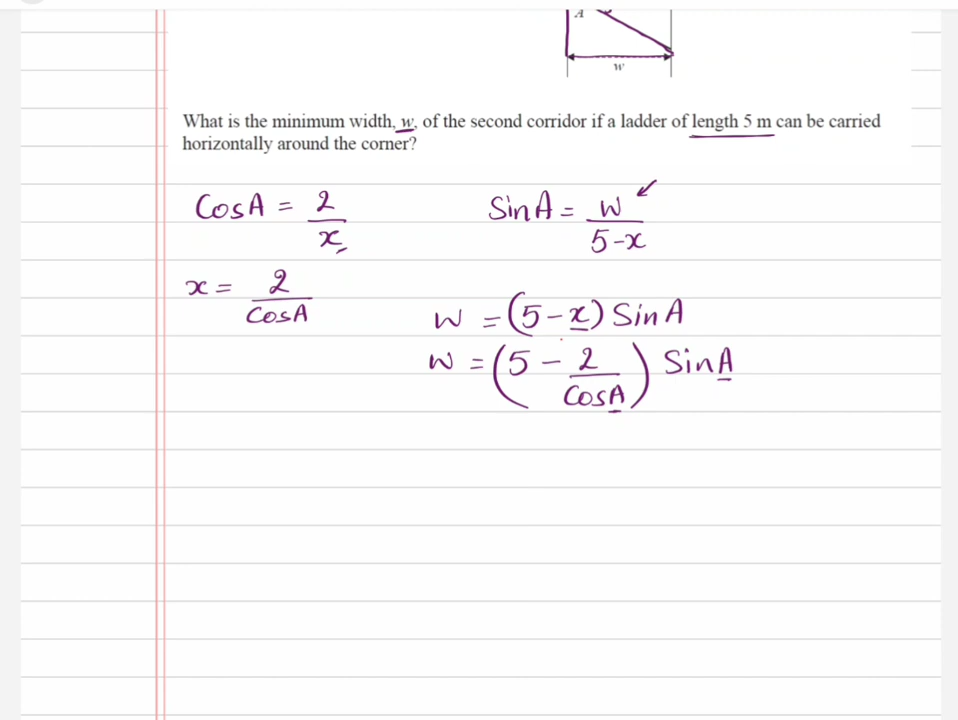 A
w
What is the minimum width, w, of the second corridor if a ladder of length 5 m can be carried
horizontally around the corner?
CosA = 2/x
SinA = W/5-x
x = 2/CosA
W = (5-x) SinA
W = (5 - 2/CosA) SinA